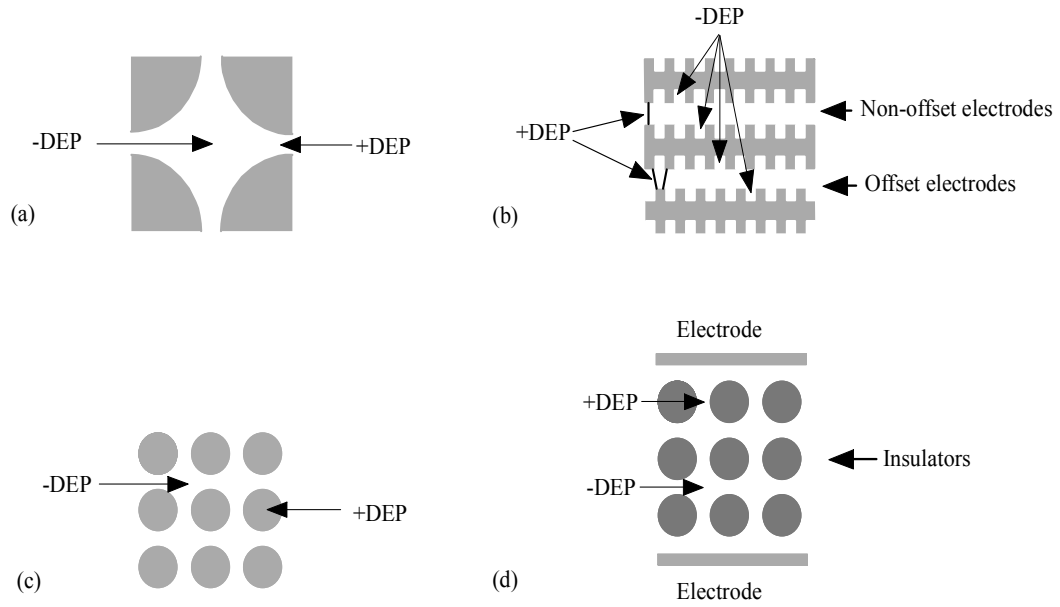 -DEP
+DEP
(a)
-DEP
+DEP
Non-offset electrodes
Offset electrodes
(b)
-DEP
+DEP
(c)
Electrode
+DEP
Insulators
-DEP
(d)
Electrode